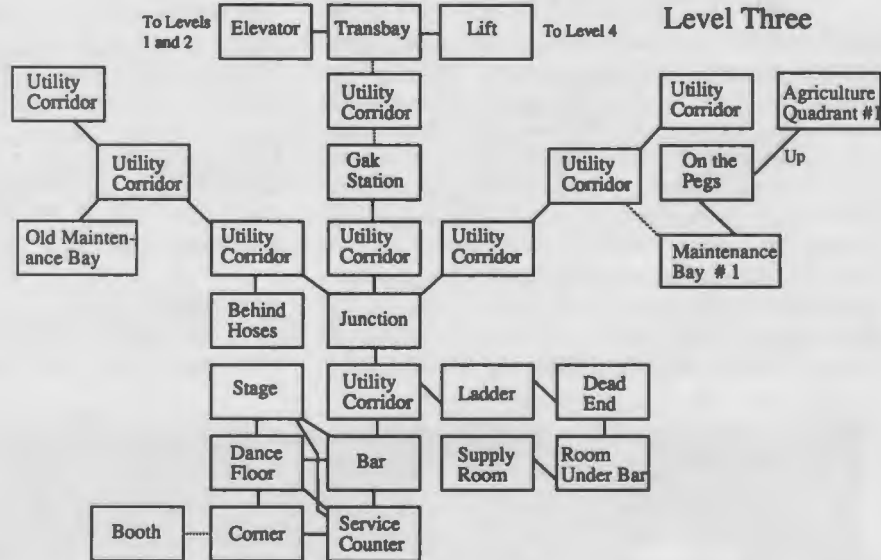 Level Three
To Levels
1 and 2
Elevator
Transbay
Lift
To Level 4
Utility
Corridor
Utility
Corridor
Utility
Corridor
Agriculture
Quadrant #1
Utility
Corridor
Gak
Station
Utility
Corridor
On the
Pegs
Up
Old Mainten-
ance Bay
Utility
Corridor
Utility
Corridor
Utility
Corridor
Maintenance
Bay # 1
Behind
Hoses
Junction
Stage
Utility
Corridor
Ladder
Dead
End
Dance
Floor
Bar
Supply
Room
Room
Under Bar
Booth
Corner
Service
Counter